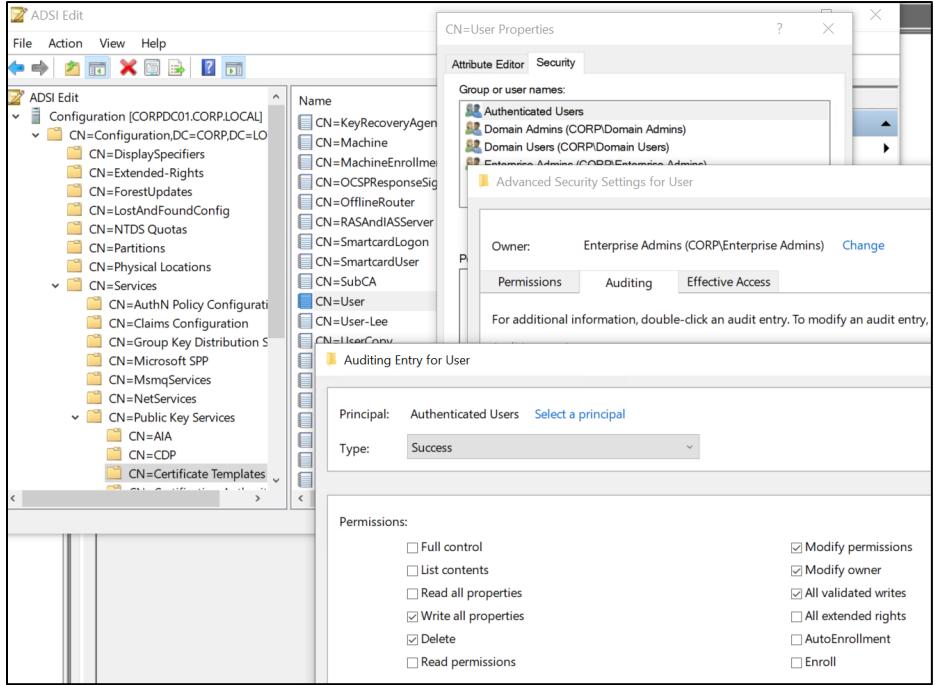 ADSI Edit
File Action View Help
ADSI Edit
Configuration [CORPDC01.CORP.LOCAL]
CN=Configuration,DC=CORP,DC=LO
CN=DisplaySpecifiers
CN=Extended-Rights
CN=ForestUpdates
CN=LostAndFoundConfig
CN=NTDS Quotas
CN=Partitions
CN=Physical Locations
CN=Services
CN=AuthN Policy Configurati
CN=Claims Configuration
CN=Group Key Distribution S
CN=Microsoft SPP
CN=MsmqServices
CN=NetServices
CN=Public Key Services
CN=AIA
CN=CDP
CN=Certificate Templates
Name
CN=KeyRecoveryAgen
CN=Machine
CN=MachineEnrollme
CN=OCSPResponseSig
CN=OfflineRouter
CN=RASAndIASServer
CN=SmartcardLogon
CN=SmartcardUser
CN=SubCA
CN=User
CN=User-Lee
CN=UserCopy
CN=User Properties
Attribute Editor Security
Group or user names:
Authenticated Users
Domain Admins (CORP\Domain Admins)
Domain Users (CORP\Domain Users)
Enterprise Admins (CORP\Enterprise Admins)
Advanced Security Settings for User
Owner: Enterprise Admins (CORP\Enterprise Admins) Change
Permissions Auditing Effective Access
For additional information, double-click an audit entry. To modify an audit entry,
Auditing Entry for User
Principal: Authenticated Users Select a principal
Type: Success
Permissions:
Full control
List contents
Read all properties
Write all properties
Delete
Read permissions
Modify permissions
Modify owner
All validated writes
All extended rights
AutoEnrollment
Enroll